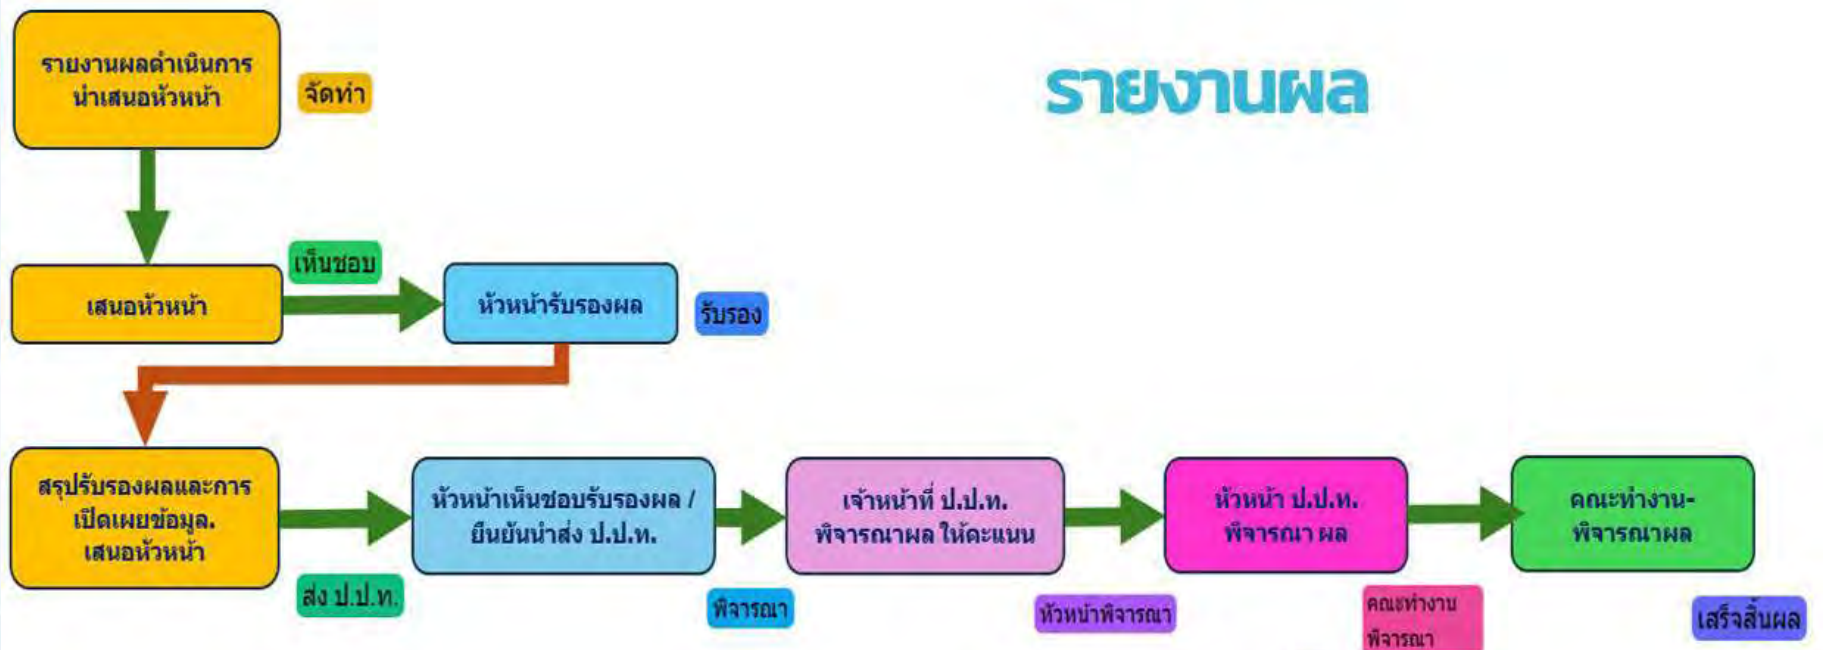 รายงานผล
รายงานผลดำเนินการ
นำเสนอหัวหน้า
จัดทำ
เสนอหัวหน้า
เห็นชอบ
หัวหน้ารับรองผล
รับรอง
สรุปรับรองผลและการ
เปิดเผยข้อมูล.
เสนอหัวหน้า
ส่ง ป.ป.ท.
หัวหน้าเห็นชอบรับรองผล /
ยืนยันนำส่ง ป.ป.ท.
พิจารณา
เจ้าหน้าที่ ป.ป.ท.
พิจารณาผล ให้คะแนน
หัวหน้าพิจารณา
หัวหน้า ป.ป.ท.
พิจารณา ผล
คณะทำงาน
พิจารณา
คณะทำงาน-
พิจารณาผล
เสร็จสิ้นผล